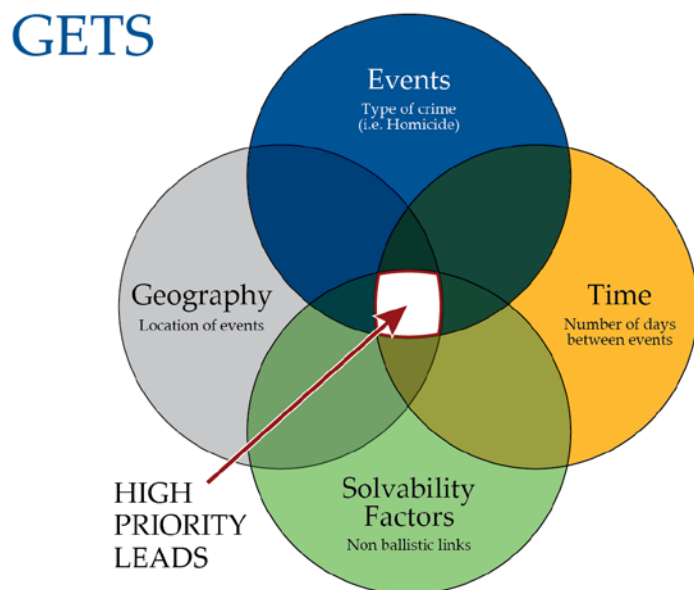 GETS
Events
Type of crime
(i.e. Homicide)
Geography
Location of events
Time
Number of days
between events
Solvability
Factors
Non ballistic links
HIGH
PRIORITY
LEADS